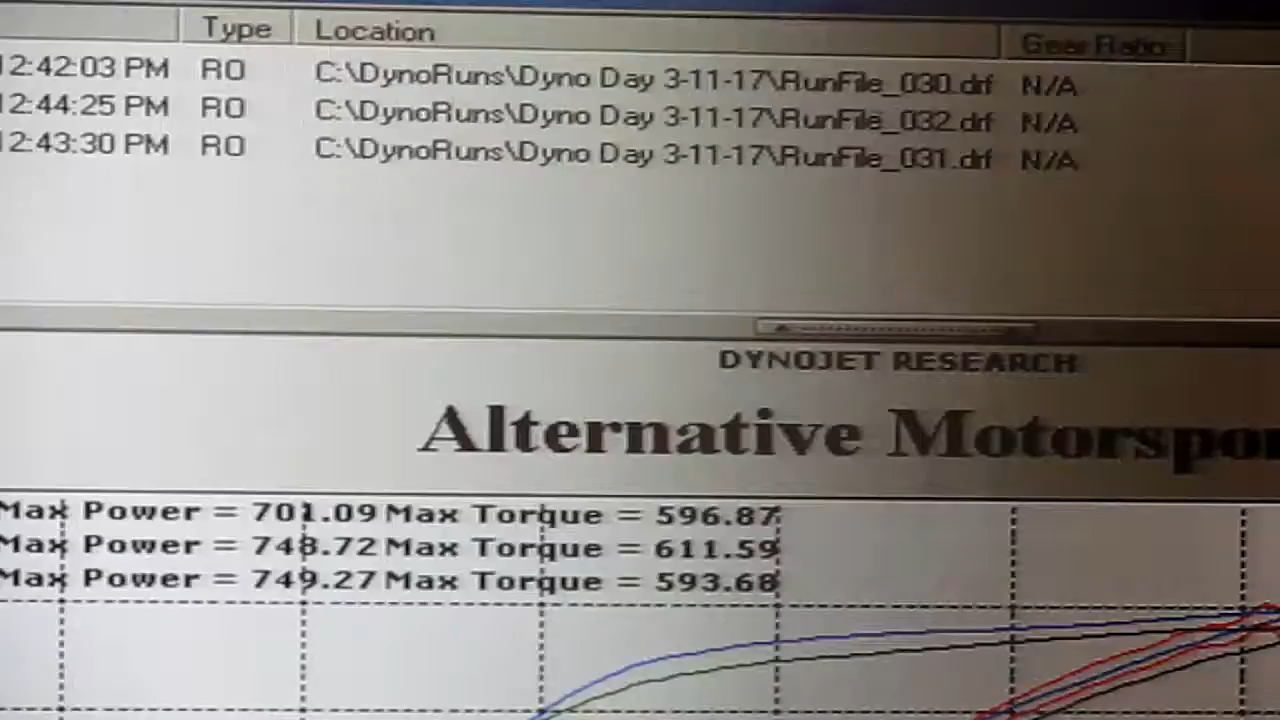 Type Location Gear Ratio
12:42:03 PM RO C:\DynoRuns\Dyno Day 3-11-17\RunFile_030.drf N/A
12:44:25 PM RO C:\DynoRuns\Dyno Day 3-11-17\RunFile_032.drf N/A
12:43:30 PM RO C:\DynoRuns\Dyno Day 3-11-17\RunFile_031.drf N/A
DYNOJET RESEARCH
Alternative Motorspor
Max Power = 701.09 Max Torque = 596.87
Max Power = 748.72 Max Torque = 611.59
Max Power = 749.27 Max Torque = 593.68